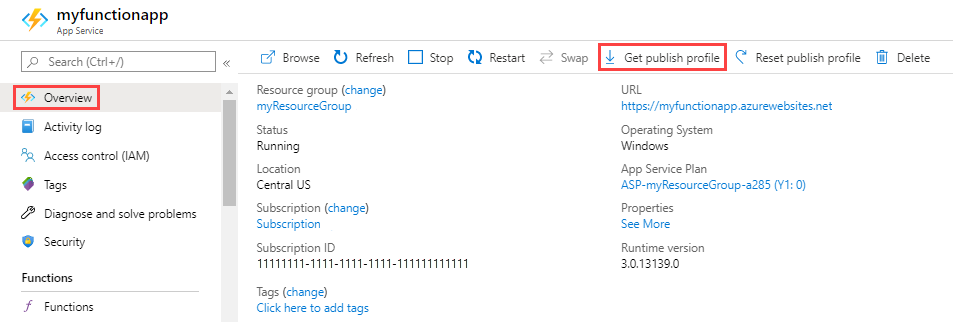 myfunctionapp
App Service
Search (Ctrl+/)
«
Overview
Activity log
Access control (IAM)
Tags
Diagnose and solve problems
Security
Functions
Functions
Browse Refresh Stop Restart Swap Get publish profile Reset publish profile Delete
Resource group (change)
myResourceGroup
Status
Running
Location
Central US
Subscription (change)
Subscription
Subscription ID
11111111-1111-1111-1111-111111111111
Tags (change)
Click here to add tags
URL
https://myfunctionapp.azurewebsites.net
Operating System
Windows
App Service Plan
ASP-myResourceGroup-a285 (Y1: 0)
Properties
See More
Runtime version
3.0.13139.0